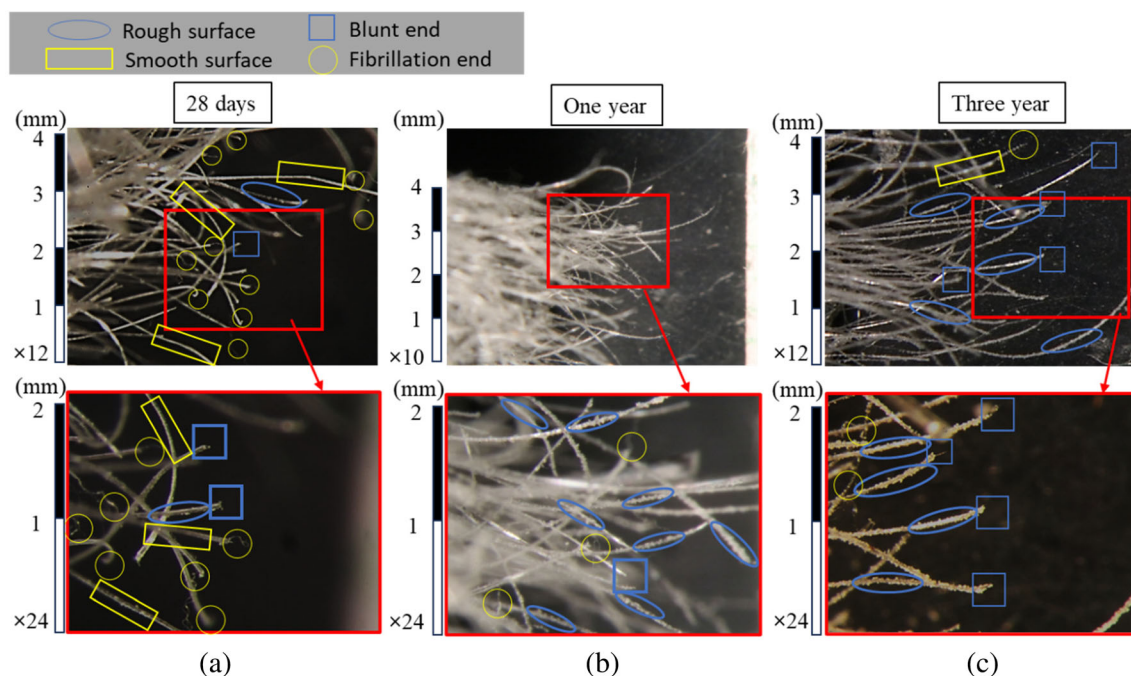 Rough surface Blunt end
Smooth surface Fibrillation end
28 days One year Three year
(mm) (mm) (mm)
4 4 4
3 3
3
2 2
2
1 1
1
×12 ×10 ×12
(mm) (mm) (mm)
2 2 2
1 1 1
×24 ×24 ×24
(a) (b) (c)